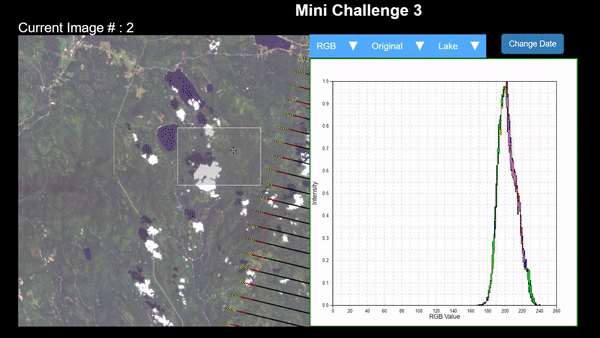 Mini Challenge 3
Current Image # : 2
RGB ▼ Original ▼ Lake ▼ Change Date
1.0
0.9
0.8
0.7
0.6
0.5
0.4
0.3
0.2
0.1
0.0
Intensity
0 20 40 60 80 100 120 140 160 180 200 220 240 260
RGB Value